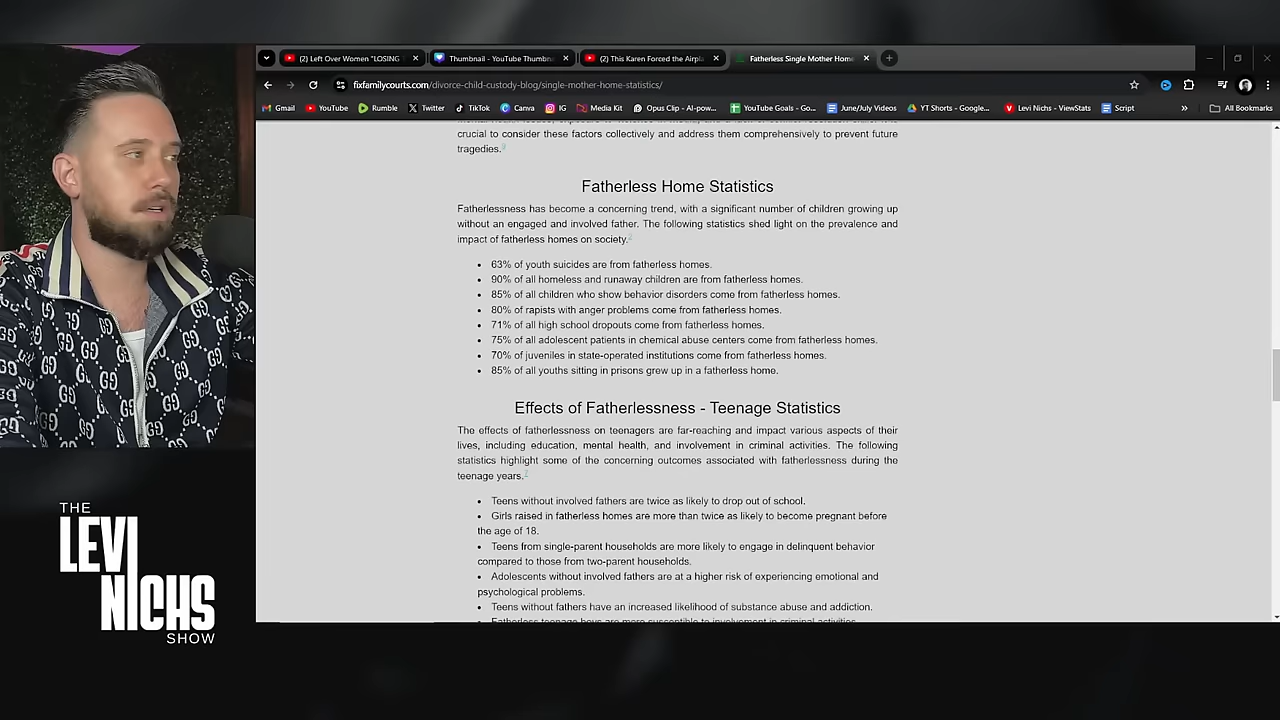 (2) Left Over Women "LOSING
Thumbnail - YouTube Thumbn
(2) This Karen Forced the Airpla
Fatherless Single Mother Hom
fixfamilycourts.com/divorce-child-custody-blog/single-mother-home-statistics/
Gmail
YouTube
Rumble
Twitter
TikTok
Canva
IG
Media Kit
Opus Clip - AI-pow...
YouTube Goals - Go...
June/July Videos
YT Shorts - Google...
Levi Nichs - ViewStats
Script
All Bookmarks
crucial to consider these factors collectively and address them comprehensively to prevent future
tragedies.9
Fatherless Home Statistics
Fatherlessness has become a concerning trend, with a significant number of children growing up
without an engaged and involved father. The following statistics shed light on the prevalence and
impact of fatherless homes on society.2
• 63% of youth suicides are from fatherless homes.
• 90% of all homeless and runaway children are from fatherless homes.
• 85% of all children who show behavior disorders come from fatherless homes.
• 80% of rapists with anger problems come from fatherless homes.
• 71% of all high school dropouts come from fatherless homes.
• 75% of all adolescent patients in chemical abuse centers come from fatherless homes.
• 70% of juveniles in state-operated institutions come from fatherless homes.
• 85% of all youths sitting in prisons grew up in a fatherless home.
Effects of Fatherlessness - Teenage Statistics
The effects of fatherlessness on teenagers are far-reaching and impact various aspects of their
lives, including education, mental health, and involvement in criminal activities. The following
statistics highlight some of the concerning outcomes associated with fatherlessness during the
teenage years.7
• Teens without involved fathers are twice as likely to drop out of school.
• Girls raised in fatherless homes are more than twice as likely to become pregnant before
the age of 18.
• Teens from single-parent households are more likely to engage in delinquent behavior
compared to those from two-parent households.
• Adolescents without involved fathers are at a higher risk of experiencing emotional and
psychological problems.
• Teens without fathers have an increased likelihood of substance abuse and addiction.
• Fatherless teenage boys are more susceptible to involvement in criminal activities
THE
LEVI
NICHS
SHOW